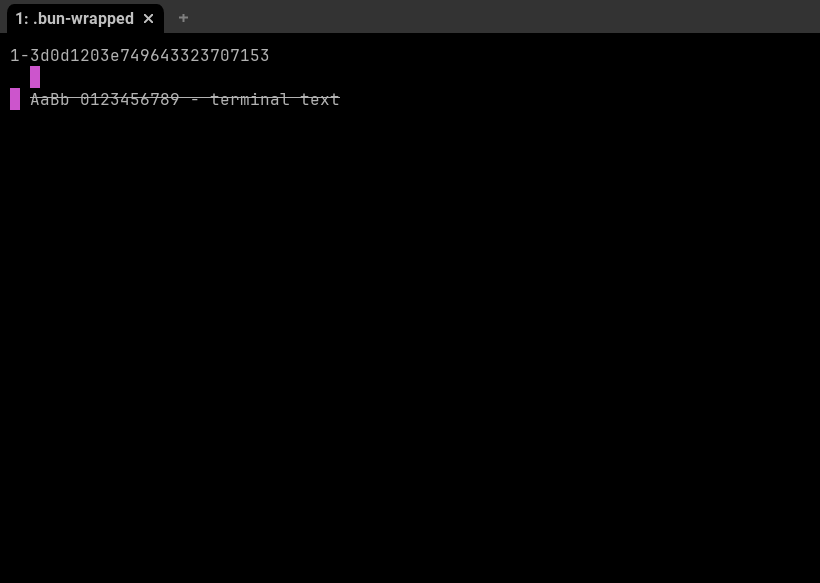 1: .bun-wrapped
1-3d0d1203e749643323707153
AaBb 0123456789 - terminal text